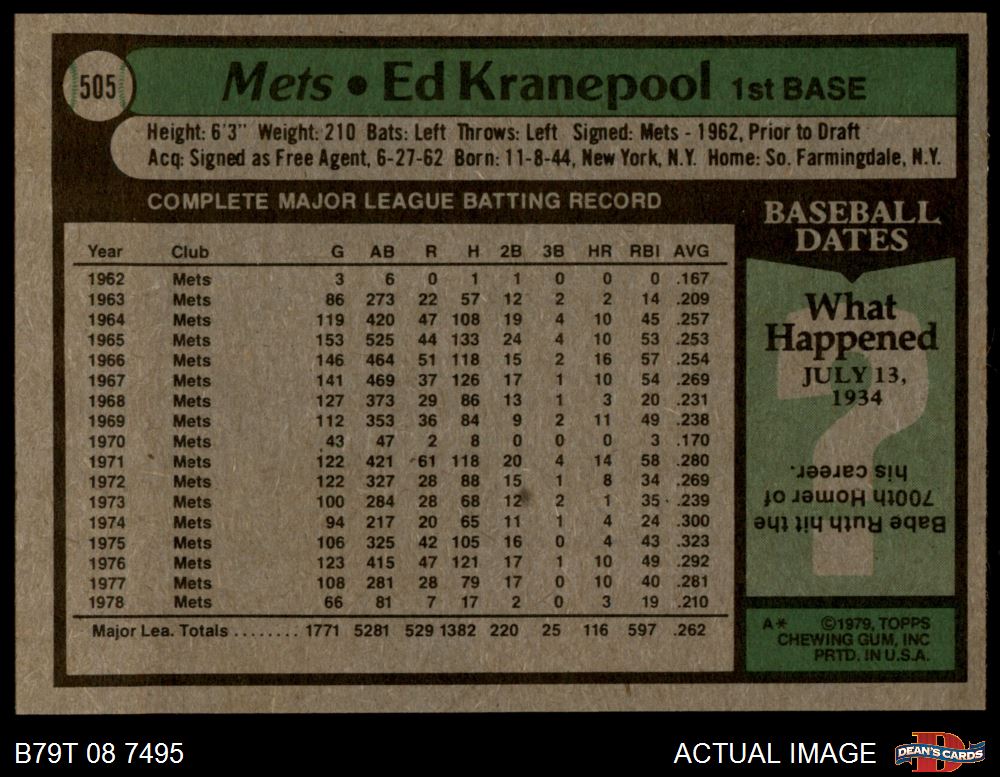 505
Mets • Ed Kranepool 1st BASE
Height: 6'3" Weight: 210 Bats: Left Throws: Left Signed: Mets - 1962, Prior to Draft
Acq: Signed as Free Agent, 6-27-62 Born: 11-8-44, New York, N.Y. Home: So. Farmingdale, N.Y.
COMPLETE MAJOR LEAGUE BATTING RECORD
Year Club G AB R H 2B 3B HR RBI AVG
1962 Mets 3 6 0 1 1 0 0 0 .167
1963 Mets 86 273 22 57 12 2 2 14 .209
1964 Mets 119 420 47 108 19 4 10 45 .257
1965 Mets 153 525 44 133 24 4 10 53 .253
1966 Mets 146 464 51 118 15 2 16 57 .254
1967 Mets 141 469 37 126 17 1 10 54 .269
1968 Mets 127 373 29 86 13 1 3 20 .231
1969 Mets 112 353 36 84 9 2 11 49 .238
1970 Mets 43 47 2 8 0 0 0 3 .170
1971 Mets 122 421 61 118 20 4 14 58 .280
1972 Mets 122 327 28 88 15 1 8 34 .269
1973 Mets 100 284 28 68 12 2 1 35 .239
1974 Mets 94 217 20 65 11 1 4 24 .300
1975 Mets 106 325 42 105 16 0 4 43 .323
1976 Mets 123 415 47 121 17 1 10 49 .292
1977 Mets 108 281 28 79 17 0 10 40 .281
1978 Mets 66 81 7 17 2 0 3 19 .210
Major Lea. Totals ........ 1771 5281 529 1382 220 25 116 597 .262
BASEBALL
DATES
What
Happened
JULY 13,
1934
?
Babe Ruth hit the
700th Homer of
his career.
A* ©1979, TOPPS
CHEWING GUM, INC
PRTD. IN U.S.A.
B79T 08 7495
ACTUAL IMAGE
D
DEAN'S CARDS